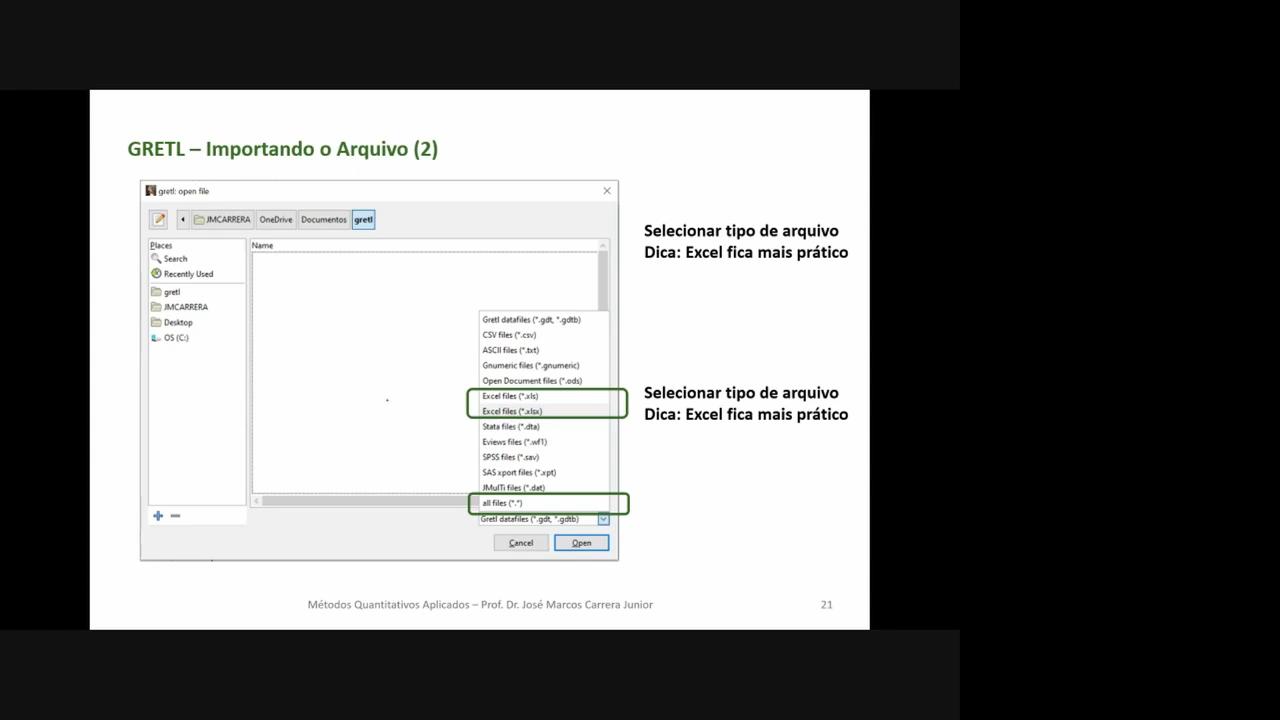 GRETL – Importando o Arquivo (2)
gretl: open file
JMCARRERA OneDrive Documentos gretl
Places
Search
Recently Used
gretl
JMCARRERA
Desktop
OS (C:)
Name
Gretl datafiles (*.gdt, *.gdtb)
CSV files (*.csv)
ASCII files (*.txt)
Gnumeric files (*.gnumeric)
Open Document files (*.ods)
Excel files (*.xls)
Excel files (*.xlsx)
Stata files (*.dta)
Eviews files (*.wf1)
SPSS files (*.sav)
SAS xport files (*.xpt)
JMulTi files (*.dat)
all files (*.*)
Gretl datafiles (*.gdt, *.gdtb)
Cancel Open
Selecionar tipo de arquivo
Dica: Excel fica mais prático
Selecionar tipo de arquivo
Dica: Excel fica mais prático
Métodos Quantitativos Aplicados – Prof. Dr. José Marcos Carrera Junior
21